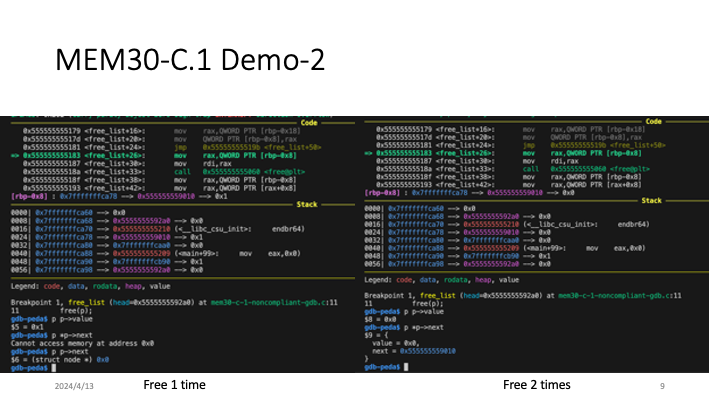 MEM30-C.1 Demo-2
Code
0x555555555179 <free_list+16>: mov rax,QWORD PTR [rbp-0x18]
0x55555555517d <free_list+20>: mov QWORD PTR [rbp-0x8],rax
0x555555555181 <free_list+24>: jmp 0x55555555519b <free_list+50>
=> 0x555555555183 <free_list+26>: mov rax,QWORD PTR [rbp-0x8]
0x555555555187 <free_list+30>: mov rdi,rax
0x55555555518a <free_list+33>: call 0x555555555060 <free@plt>
0x55555555518f <free_list+38>: mov rax,QWORD PTR [rbp-0x8]
0x555555555193 <free_list+42>: mov rax,QWORD PTR [rax+0x8]
[rbp-0x8] : 0x7fffffffca78 --> 0x555555559010 --> 0x1
Stack
0000| 0x7fffffffca60 --> 0x0
0008| 0x7fffffffca68 --> 0x5555555592a0 --> 0x0
0016| 0x7fffffffca70 --> 0x555555555210 (<__libc_csu_init>: endbr64)
0024| 0x7fffffffca78 --> 0x555555559010 --> 0x1
0032| 0x7fffffffca80 --> 0x7fffffffcaa0 --> 0x0
0040| 0x7fffffffca88 --> 0x555555555209 (<main+99>: mov eax,0x0)
0048| 0x7fffffffca90 --> 0x7fffffffcb90 --> 0x1
0056| 0x7fffffffca98 --> 0x5555555592a0 --> 0x0
Legend: code, data, rodata, heap, value
Breakpoint 1, free_list (head=0x5555555592a0) at mem30-c-1-noncompliant-gdb.c:11
11 free(p);
gdb-peda$ p p->value
$5 = 0x1
gdb-peda$ p *p->next
Cannot access memory at address 0x0
gdb-peda$ p p->next
$6 = (struct node *) 0x0
gdb-peda$
Code
0x555555555179 <free_list+16>: mov rax,QWORD PTR [rbp-0x18]
0x55555555517d <free_list+20>: mov QWORD PTR [rbp-0x8],rax
0x555555555181 <free_list+24>: jmp 0x55555555519b <free_list+50>
=> 0x555555555183 <free_list+26>: mov rax,QWORD PTR [rbp-0x8]
0x555555555187 <free_list+30>: mov rdi,rax
0x55555555518a <free_list+33>: call 0x555555555060 <free@plt>
0x55555555518f <free_list+38>: mov rax,QWORD PTR [rbp-0x8]
0x555555555193 <free_list+42>: mov rax,QWORD PTR [rax+0x8]
[rbp-0x8] : 0x7fffffffca78 --> 0x555555559010 --> 0x0
Stack
0000| 0x7fffffffca60 --> 0x0
0008| 0x7fffffffca68 --> 0x5555555592a0 --> 0x0
0016| 0x7fffffffca70 --> 0x555555555210 (<__libc_csu_init>: endbr64)
0024| 0x7fffffffca78 --> 0x555555559010 --> 0x0
0032| 0x7fffffffca80 --> 0x7fffffffcaa0 --> 0x0
0040| 0x7fffffffca88 --> 0x555555555209 (<main+99>: mov eax,0x0)
0048| 0x7fffffffca90 --> 0x7fffffffcb90 --> 0x1
0056| 0x7fffffffca98 --> 0x5555555592a0 --> 0x0
Legend: code, data, rodata, heap, value
Breakpoint 1, free_list (head=0x5555555592a0) at mem30-c-1-noncompliant-gdb.c:11
11 free(p);
gdb-peda$ p p->value
$8 = 0x0
gdb-peda$ p *p->next
$9 = {
value = 0x0,
next = 0x555555559010
}
gdb-peda$
2024/4/13
Free 1 time
Free 2 times
9